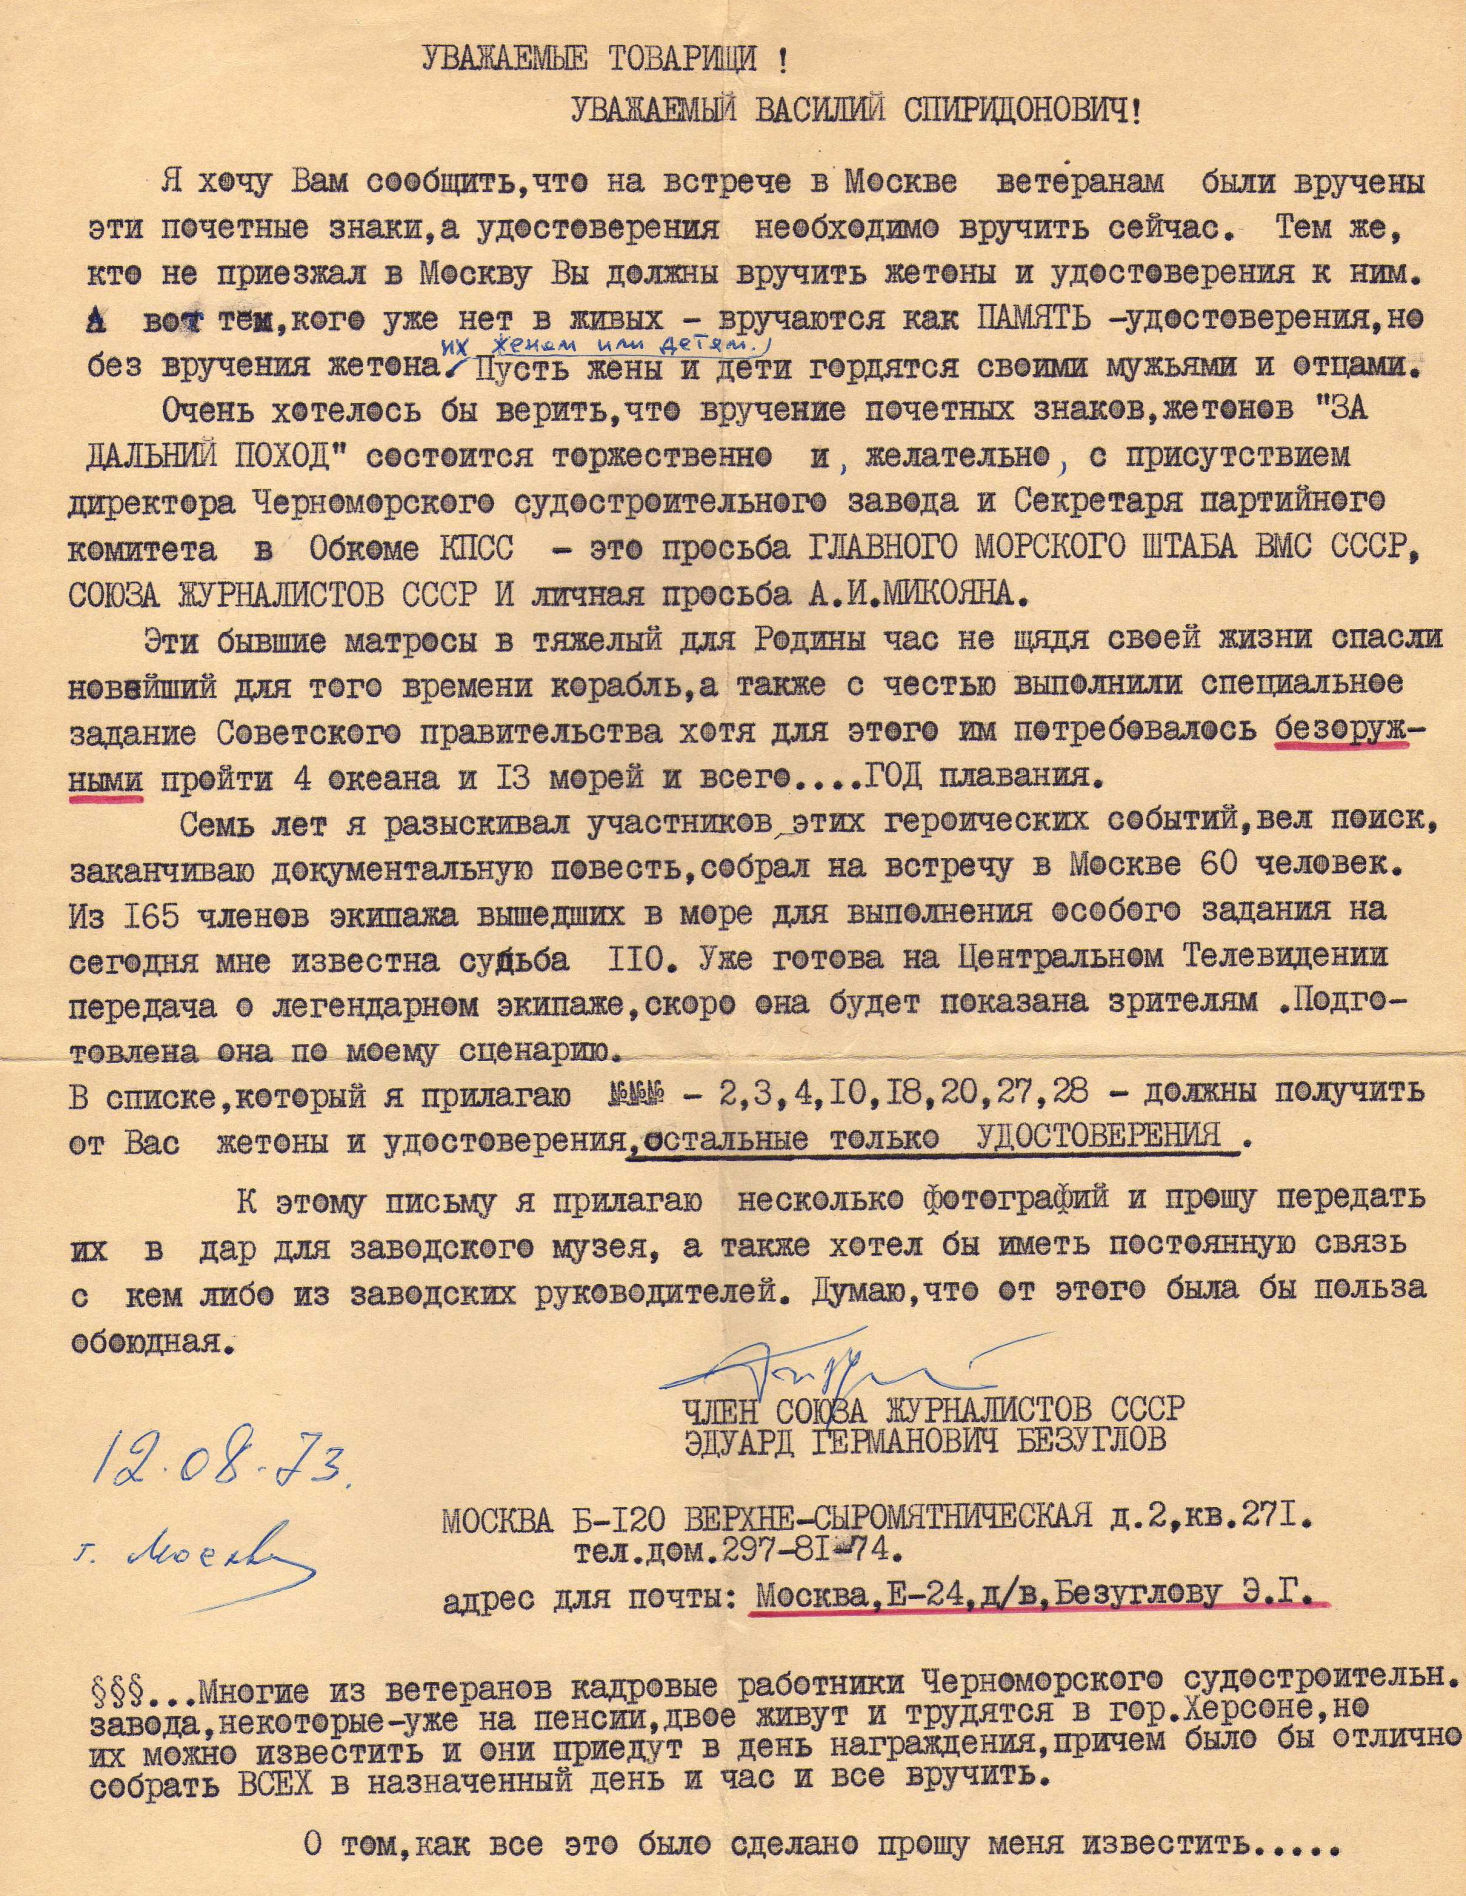 УВАЖАЕМЫЕ ТОВАРИЩИ !
УВАЖАЕМЫЙ ВАСИЛИЙ СПИРИДОНОВИЧ!
Я хочу Вам сообщить,что на встрече в Москве ветеранам были вручены
эти почетные знаки,а удостоверения необходимо вручить сейчас. Тем же,
кто не приезжал в Москву Вы должны вручить жетоны и удостоверения к ним.
А вот тем,кого уже нет в живых - вручаются как ПАМЯТЬ -удостоверения,но
их женам или детям.
без вручения жетона. Пусть жены и дети гордятся своими мужьями и отцами.
Очень хотелось бы верить,что вручение почетных знаков,жетонов "ЗА
ДАЛЬНИЙ ПОХОД" состоится торжественно и, желательно, с присутствием
директора Черноморского судостроительного завода и Секретаря партийного
комитета в Обкоме КПСС - это просьба ГЛАВНОГО МОРСКОГО ШТАБА ВМС СССР,
СОЮЗА ЖУРНАЛИСТОВ СССР И личная просьба А.И.МИКОЯНА.
Эти бывшие матросы в тяжелый для Родины час не щядя своей жизни спасли
новейший для того времени корабль,а также с честью выполнили специальное
задание Советского правительства хотя для этого им потребовалось безоруж-
ными пройти 4 океана и I3 морей и всего....ГОД плавания.
Семь лет я разыскивал участников этих героических событий,вел поиск,
заканчиваю документальную повесть,собрал на встречу в Москве 60 человек.
Из I65 членов экипажа вышедших в море для выполнения особого задания на
сегодня мне известна судьба IIO. Уже готова на Центральном Телевидении
передача о легендарном экипаже,скоро она будет показана зрителям .Подго-
товлена она по моему сценарию.
В списке,который я прилагаю №№№ - 2,3,4,IO,I8,20,27,28 - должны получить
от Вас жетоны и удостоверения,остальные только УДОСТОВЕРЕНИЯ .
К этому письму я прилагаю несколько фотографий и прошу передать
их в дар для заводского музея, а также хотел бы иметь постоянную связь
с кем либо из заводских руководителей. Думаю,что от этого была бы польза
обоюдная.
ЧЛЕН СОЮЗА ЖУРНАЛИСТОВ СССР
ЭДУАРД ГЕРМАНОВИЧ БЕЗУГЛОВ
12.08.73.
г. Москва
МОСКВА Б-I20 ВЕРХНЕ-СЫРОМЯТНИЧЕСКАЯ д.2,кв.27I.
тел.дом.297-8I-74.
адрес для почты: Москва,Е-24,д/в,Безуглову Э.Г.
§§§...Многие из ветеранов кадровые работники Черноморского судостроительн.
завода,некоторые-уже на пенсии,двое живут и трудятся в гор.Херсоне,но
их можно известить и они приедут в день награждения,причем было бы отлично
собрать ВСЕХ в назначенный день и час и все вручить.
О том,как все это было сделано прошу меня известить.....